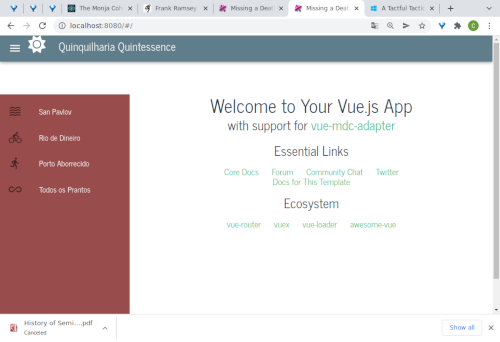 The Monja Col
Frank Ramsey
Missing a Deat
Missing a Deat
A Tactful Tactic
localhost:8080/#/
C
Quinquilharia Quintessence
San Pavlov
Rio de Dineiro
Porto Aborrecido
Todos os Prantos
Welcome to Your Vue.js App
with support for vue-mdc-adapter
Essential Links
Core Docs Forum Community Chat Twitter
Docs for This Template
Ecosystem
vue-router vuex vue-loader awesome-vue
History of Semi....pdf
Canceled
Show all